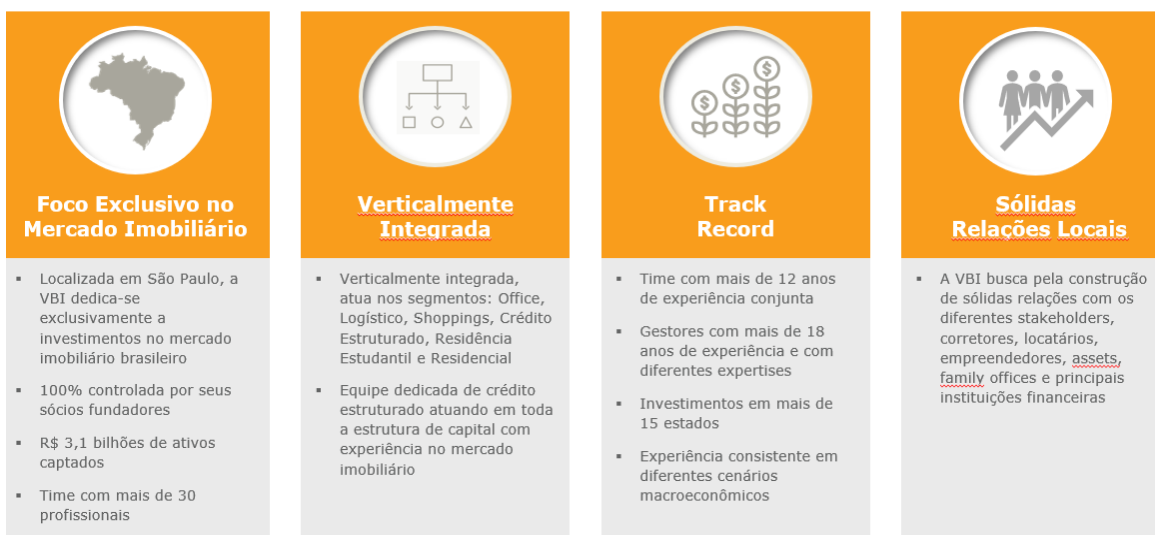 Foco Exclusivo no
Mercado Imobiliário
▪ Localizada em São Paulo, a
VBI dedica-se
exclusivamente a
investimentos no mercado
imobiliário brasileiro
▪ 100% controlada por seus
sócios fundadores
▪ R$ 3,1 bilhões de ativos
captados
▪ Time com mais de 30
profissionais
Verticalmente
Integrada
▪ Verticalmente integrada,
atua nos segmentos: Office,
Logístico, Shoppings, Crédito
Estruturado, Residência
Estudantil e Residencial
▪ Equipe dedicada de crédito
estruturado atuando em toda
a estrutura de capital com
experiência no mercado
imobiliário
Track
Record
▪ Time com mais de 12 anos
de experiência conjunta
▪ Gestores com mais de 18
anos de experiência e com
diferentes expertises
▪ Investimentos em mais de
15 estados
▪ Experiência consistente em
diferentes cenários
macroeconômicos
Sólidas
Relações Locais
▪ A VBI busca pela construção
de sólidas relações com os
diferentes stakeholders,
corretores, locatários,
empreendedores, assets,
family offices e principais
instituições financeiras